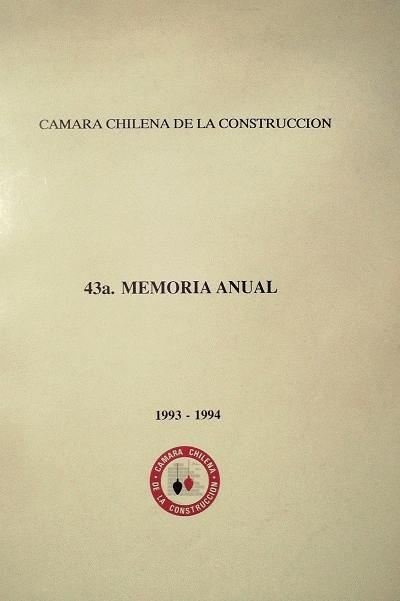 CAMARA CHILENA DE LA CONSTRUCCION
43a. MEMORIA ANUAL
1993 - 1994
CAMARA CHILENA
DE LA CONSTRUCCION